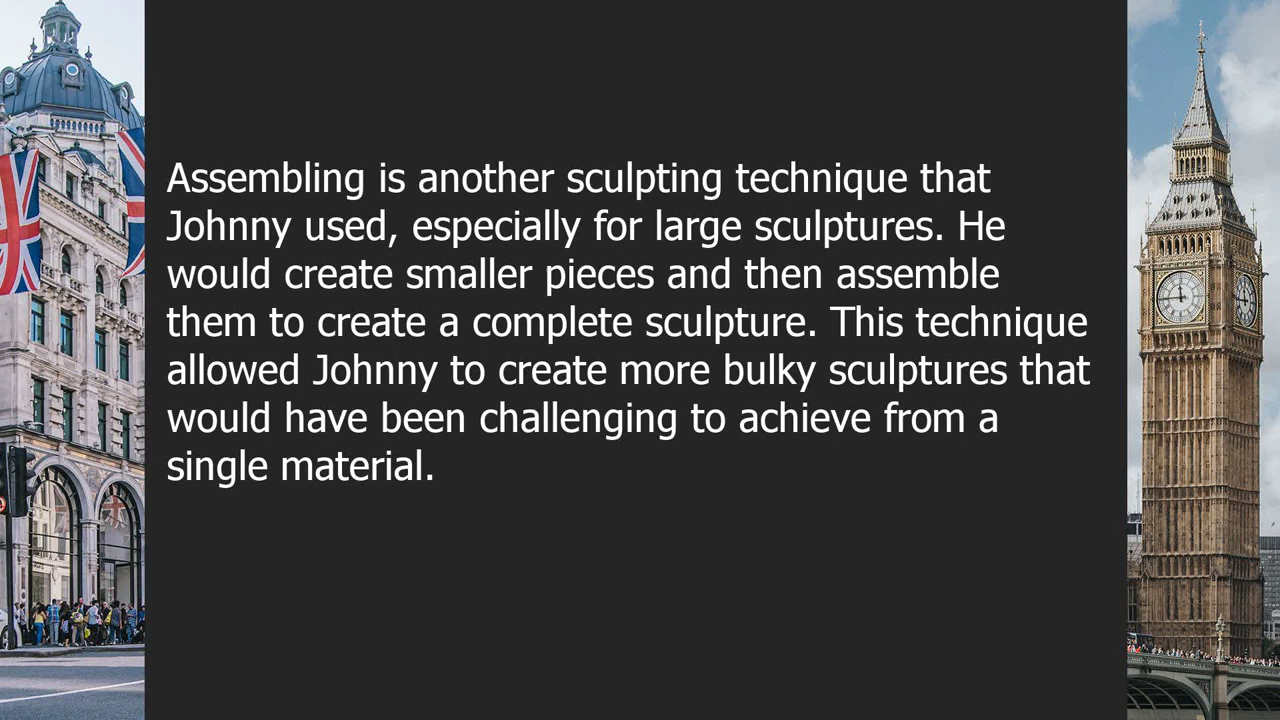 Assembling is another sculpting technique that
Johnny used, especially for large sculptures. He
would create smaller pieces and then assemble
them to create a complete sculpture. This technique
allowed Johnny to create more bulky sculptures that
would have been challenging to achieve from a
single material.